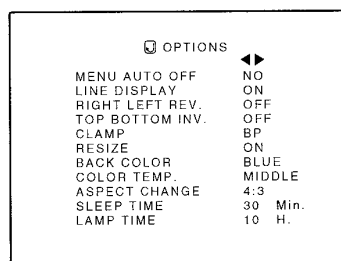 J OPTIONS
MENU AUTO OFF NO
LINE DISPLAY ON
RIGHT LEFT REV. OFF
TOP BOTTOM INV. OFF
CLAMP BP
RESIZE ON
BACK COLOR BLUE
COLOR TEMP. MIDDLE
ASPECT CHANGE 4:3
SLEEP TIME 30 Min.
LAMP TIME 10 H.